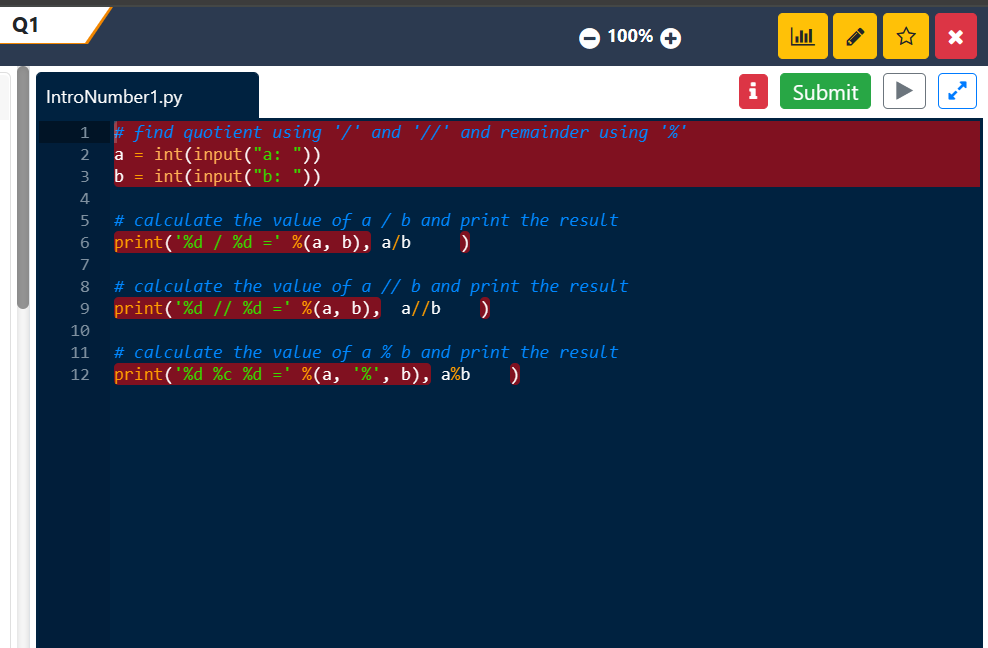 Q1
100%
IntroNumber1.py
i
Submit
1 # find quotient using '/' and '//' and remainder using '%'
2 a = int(input("a: "))
3 b = int(input("b: "))
4
5 # calculate the value of a / b and print the result
6 print('%d / %d =' %(a, b), a/b     )
7
8 # calculate the value of a // b and print the result
9 print('%d // %d =' %(a, b),  a//b    )
10
11 # calculate the value of a % b and print the result
12 print('%d %c %d =' %(a, '%', b), a%b    )